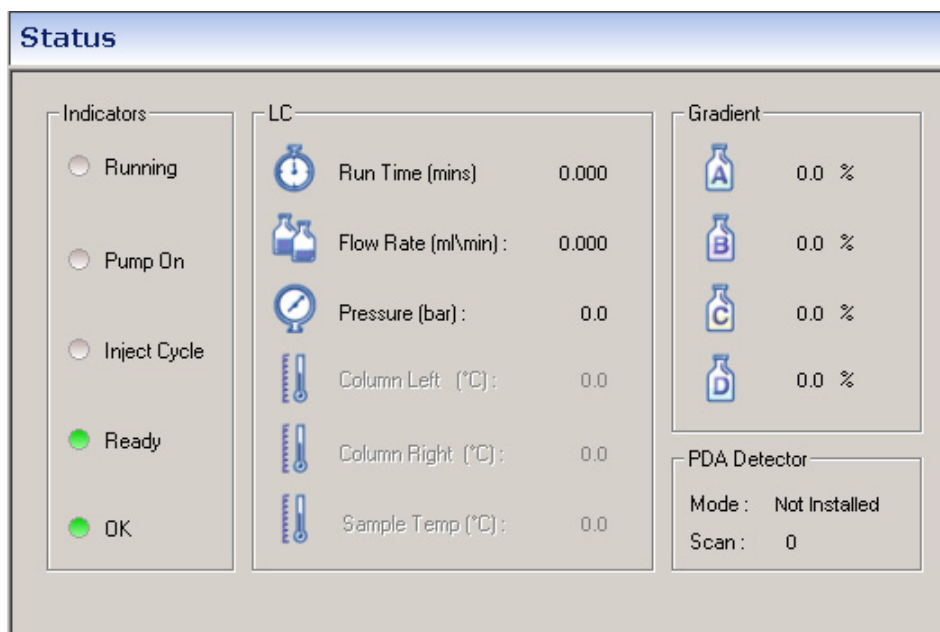 Status
Indicators
Running
Pump On
Inject Cycle
Ready
OK
LC
Run Time (mins) 0.000
Flow Rate (ml\min) : 0.000
Pressure (bar) : 0.0
Column Left (°C) : 0.0
Column Right (°C) : 0.0
Sample Temp (°C) : 0.0
Gradient
A 0.0 %
B 0.0 %
C 0.0 %
D 0.0 %
PDA Detector
Mode : Not Installed
Scan : 0